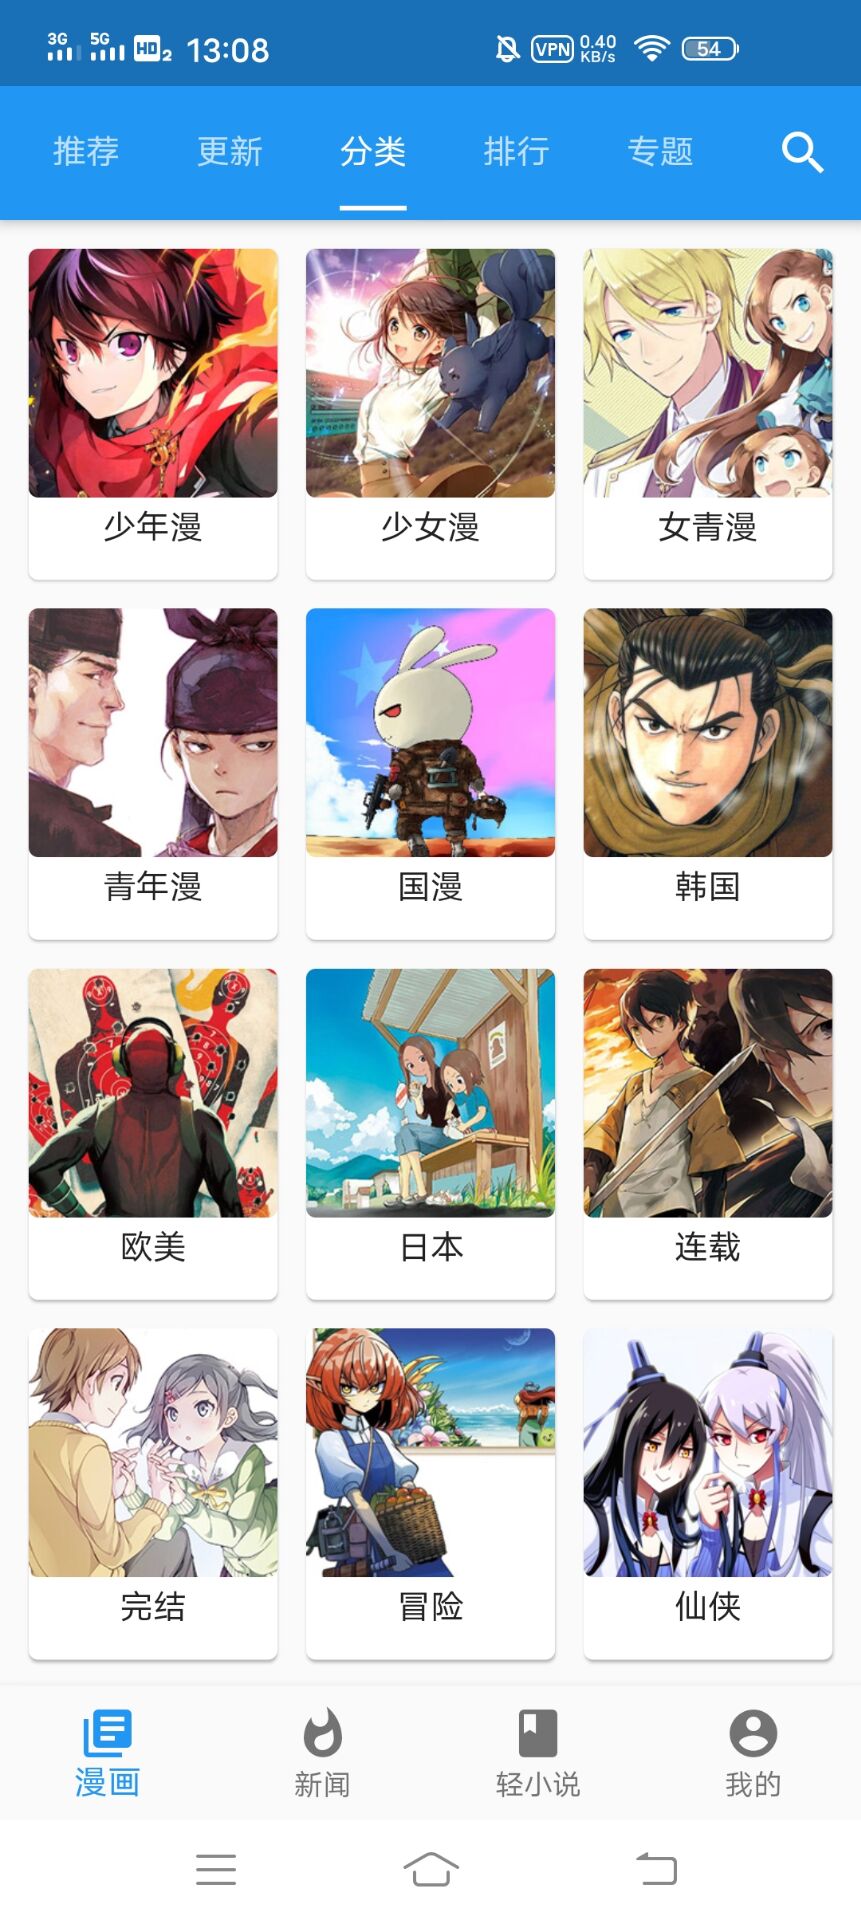 3G 5G HD2 13:08 VPN 0.40 KB/s 54
推荐 更新 分类 排行 专题
少年漫 少女漫 女青漫
青年漫 国漫 韩国
欧美 日本 连载
完结 冒险 仙侠
漫画 新闻 轻小说 我的